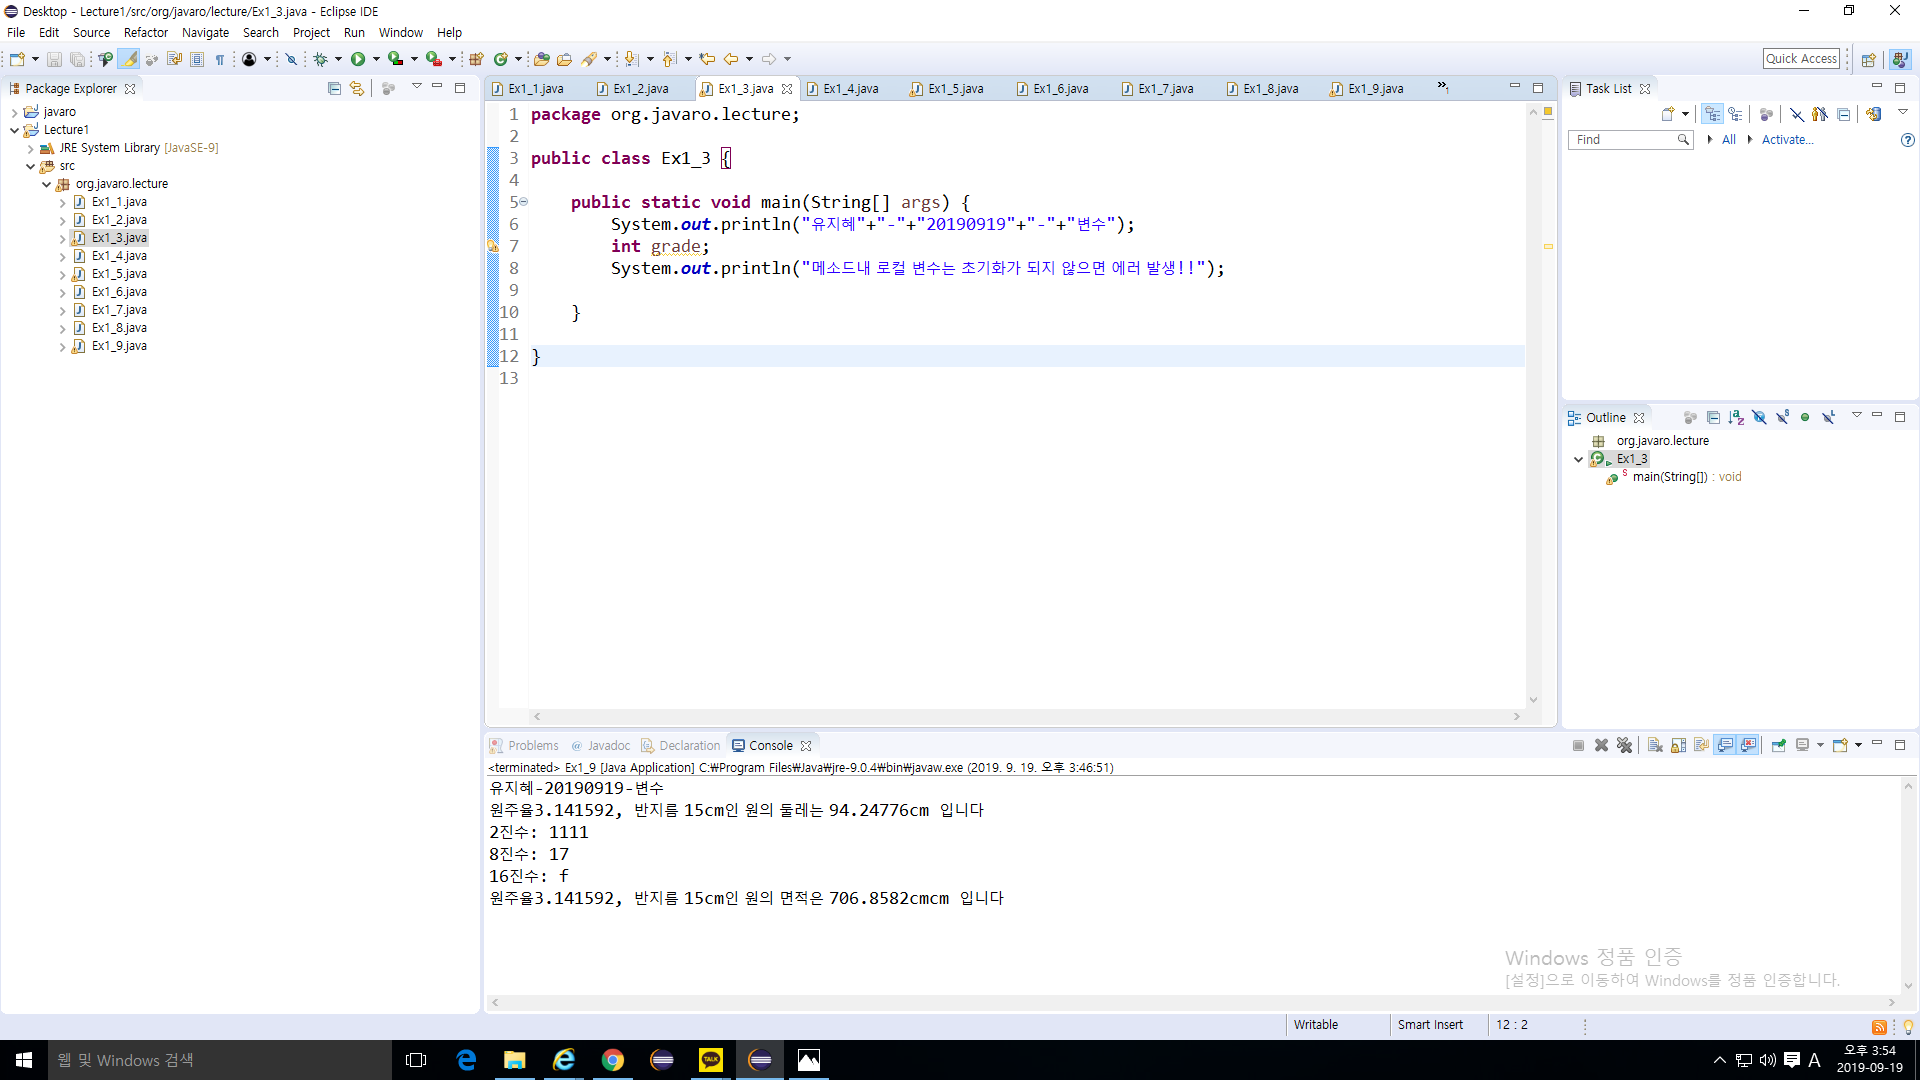 Desktop - Lecture1/src/org/javaro/lecture/Ex1_3.java - Eclipse IDE
File Edit Source Refactor Navigate Search Project Run Window Help
Quick Access
Package Explorer
javaro
Lecture1
JRE System Library [JavaSE-9]
src
org.javaro.lecture
Ex1_1.java
Ex1_2.java
Ex1_3.java
Ex1_4.java
Ex1_5.java
Ex1_6.java
Ex1_7.java
Ex1_8.java
Ex1_9.java
Ex1_1.java Ex1_2.java Ex1_3.java Ex1_4.java Ex1_5.java Ex1_6.java Ex1_7.java Ex1_8.java Ex1_9.java »1
1 package org.javaro.lecture;
2
3 public class Ex1_3 {
4
5 public static void main(String[] args) {
6 System.out.println("유지혜"+"-"+"20190919"+"-"+"변수");
7 int grade;
8 System.out.println("메소드내 로컬 변수는 초기화가 되지 않으면 에러 발생!!");
9
10 }
11
12 }
13
Task List
Find All Activate...
Outline
org.javaro.lecture
Ex1_3
main(String[]) : void
Problems Javadoc Declaration Console
<terminated> Ex1_9 [Java Application] C:₩Program Files₩Java₩jre-9.0.4₩bin₩javaw.exe (2019. 9. 19. 오후 3:46:51)
유지혜-20190919-변수
원주율3.141592, 반지름 15cm인 원의 둘레는 94.24776cm 입니다
2진수: 1111
8진수: 17
16진수: f
원주율3.141592, 반지름 15cm인 원의 면적은 706.8582cmcm 입니다
Windows 정품 인증
[설정]으로 이동하여 Windows를 정품 인증합니다.
Writable Smart Insert 12 : 2
웹 및 Windows 검색
TALK
A
오후 3:54
2019-09-19